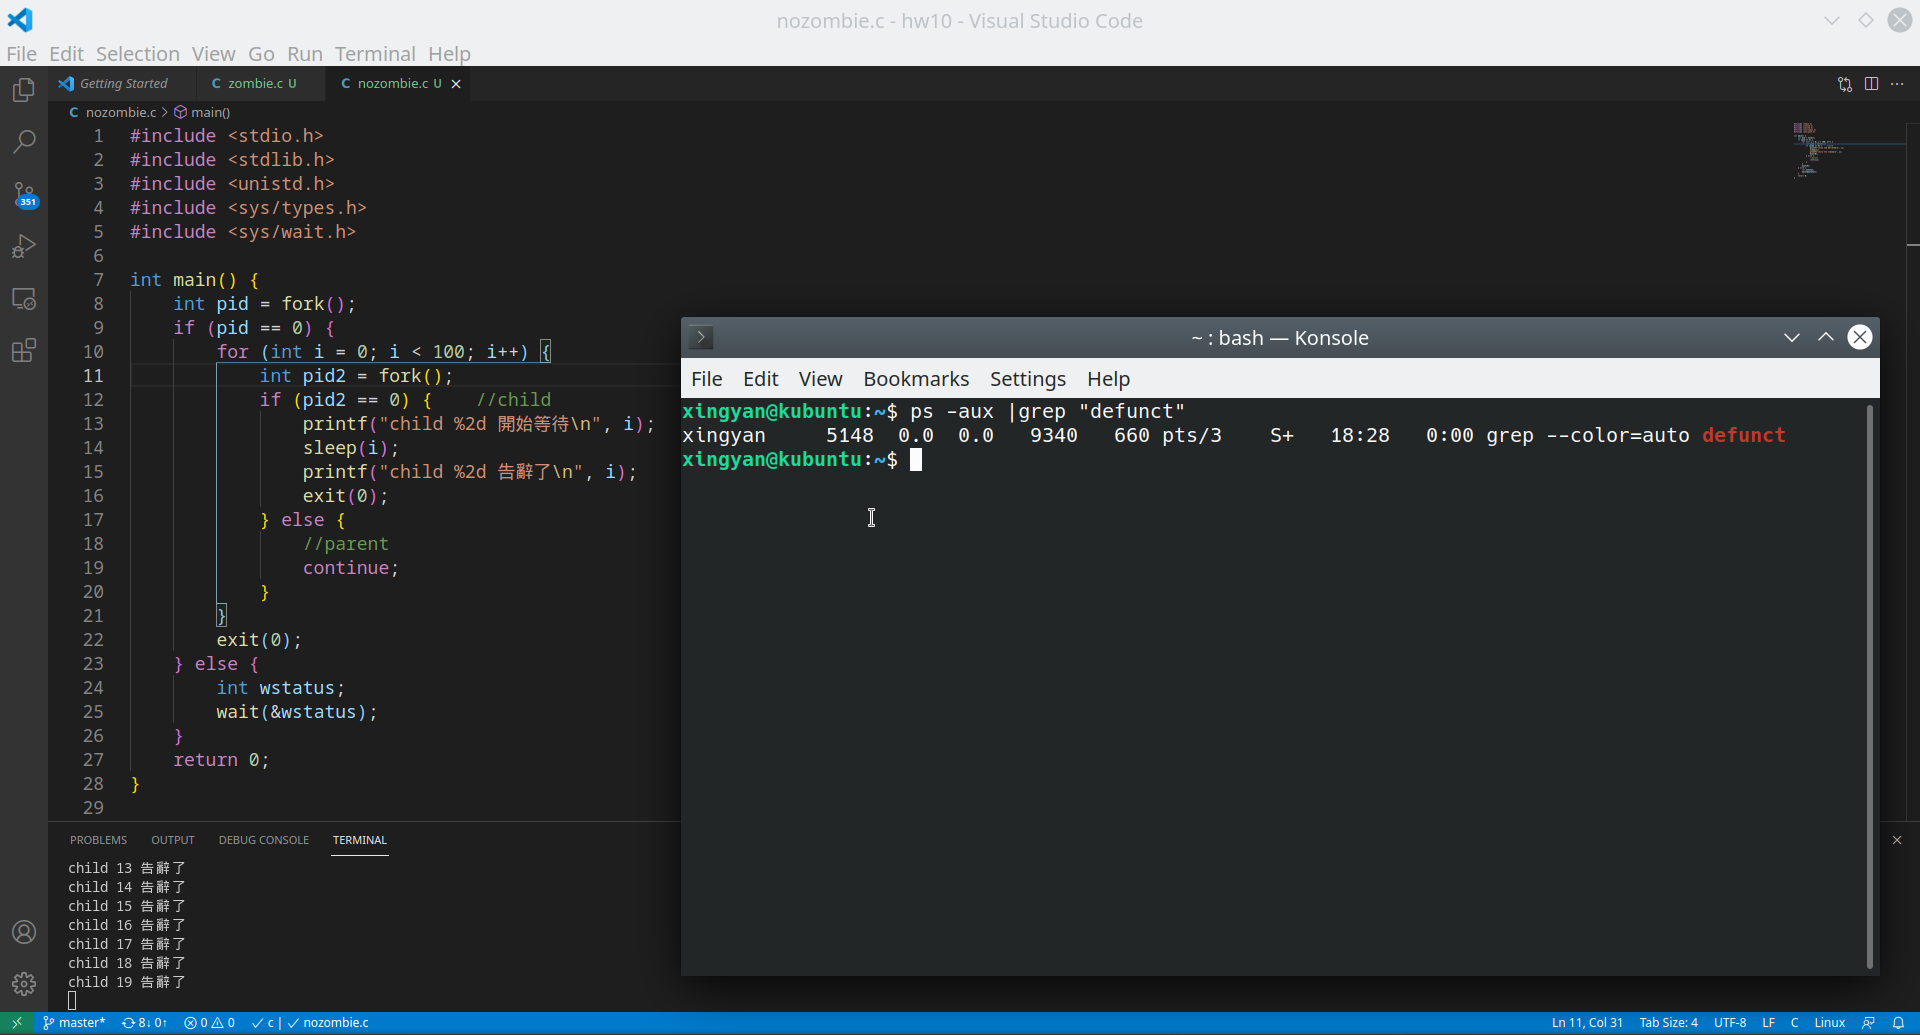 nozombie.c - hw10 - Visual Studio Code
File Edit Selection View Go Run Terminal Help
Getting Started
zombie.c U
nozombie.c U
nozombie.c > main()
1 #include <stdio.h>
2 #include <stdlib.h>
3 #include <unistd.h>
4 #include <sys/types.h>
5 #include <sys/wait.h>
6
7 int main() {
8 int pid = fork();
9 if (pid == 0) {
10 for (int i = 0; i < 100; i++) {
11 int pid2 = fork();
12 if (pid2 == 0) { //child
13 printf("child %2d 開始等待\n", i);
14 sleep(i);
15 printf("child %2d 告辭了\n", i);
16 exit(0);
17 } else {
18 //parent
19 continue;
20 }
21 }
22 exit(0);
23 } else {
24 int wstatus;
25 wait(&wstatus);
26 }
27 return 0;
28 }
29
351
~ : bash — Konsole
File Edit View Bookmarks Settings Help
xingyan@kubuntu:~$ ps -aux |grep "defunct"
xingyan 5148 0.0 0.0 9340 660 pts/3 S+ 18:28 0:00 grep --color=auto defunct
xingyan@kubuntu:~$
PROBLEMS OUTPUT DEBUG CONSOLE TERMINAL
child 13 告辭了
child 14 告辭了
child 15 告辭了
child 16 告辭了
child 17 告辭了
child 18 告辭了
child 19 告辭了
master* 8↓ 0↑ 0 0 ✓ c | ✓ nozombie.c Ln 11, Col 31 Tab Size: 4 UTF-8 LF C Linux